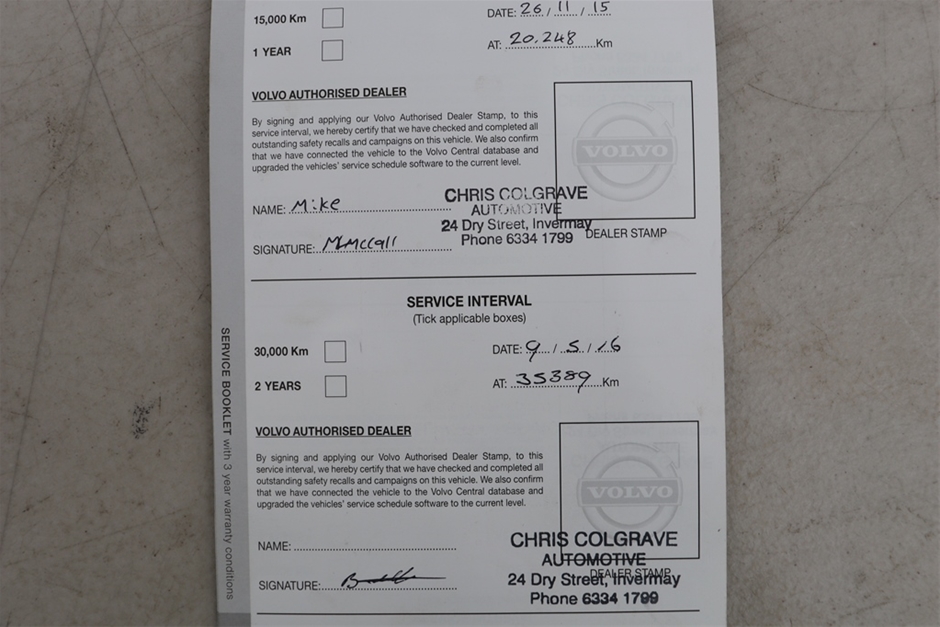 15,000 Km
DATE: 26 / 11 / 15
1 YEAR
AT: 20.248 Km
VOLVO AUTHORISED DEALER
By signing and applying our Volvo Authorised Dealer Stamp, to this
service interval, we hereby certify that we have checked and completed all
outstanding safety recalls and campaigns on this vehicle. We also confirm
that we have connected the vehicle to the Volvo Central database and
upgraded the vehicles' service schedule software to the current level.
VOLVO
NAME: Mike
SIGNATURE: MMcCall
CHRIS COLGRAVE
AUTOMOTIVE
24 Dry Street, Invermay
Phone 6334 1799
DEALER STAMP
SERVICE INTERVAL
(Tick applicable boxes)
30,000 Km
DATE: 9 / 5 / 16
2 YEARS
AT: 35389 Km
VOLVO AUTHORISED DEALER
By signing and applying our Volvo Authorised Dealer Stamp, to this
service interval, we hereby certify that we have checked and completed all
outstanding safety recalls and campaigns on this vehicle. We also confirm
that we have connected the vehicle to the Volvo Central database and
upgraded the vehicles' service schedule software to the current level.
VOLVO
NAME:
SIGNATURE:
CHRIS COLGRAVE
AUTOMOTIVE
24 Dry Street, Invermay
Phone 6334 1799
DEALER STAMP
SERVICE BOOKLET with 3 year warranty conditions